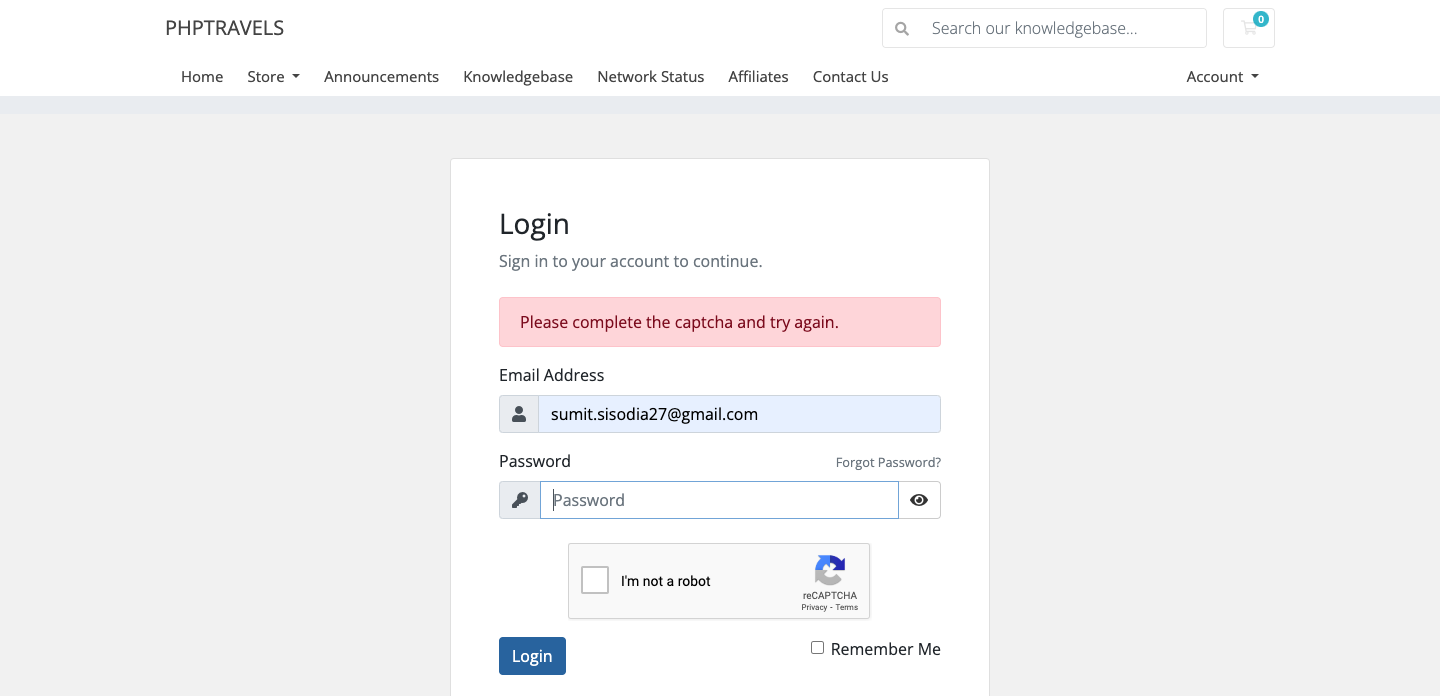 PHPTRAVELS
Search our knowledgebase...
0
Home Store Announcements Knowledgebase Network Status Affiliates Contact Us Account
Login
Sign in to your account to continue.
Please complete the captcha and try again.
Email Address
sumit.sisodia27@gmail.com
Password Forgot Password?
Password
I'm not a robot
reCAPTCHA
Privacy - Terms
Login Remember Me